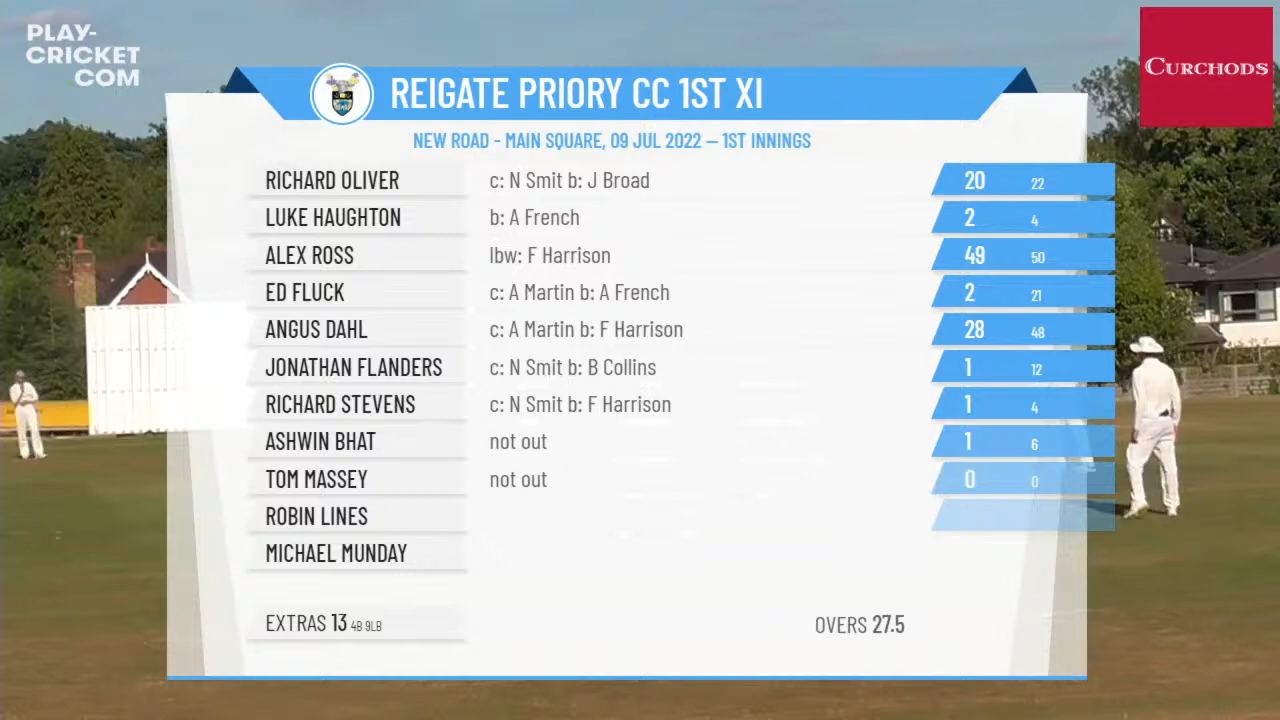 PLAY-
CRICKET
COM
CURCHODS
REIGATE PRIORY CC 1ST XI
NEW ROAD - MAIN SQUARE, 09 JUL 2022 – 1ST INNINGS
RICHARD OLIVER c: N Smit b: J Broad 20 22
LUKE HAUGHTON b: A French 2 4
ALEX ROSS lbw: F Harrison 49 50
ED FLUCK c: A Martin b: A French 2 21
ANGUS DAHL c: A Martin b: F Harrison 28 48
JONATHAN FLANDERS c: N Smit b: B Collins 1 12
RICHARD STEVENS c: N Smit b: F Harrison 1 4
ASHWIN BHAT not out 1 6
TOM MASSEY not out 0 0
ROBIN LINES
MICHAEL MUNDAY
EXTRAS 13 4B 9LB OVERS 27.5